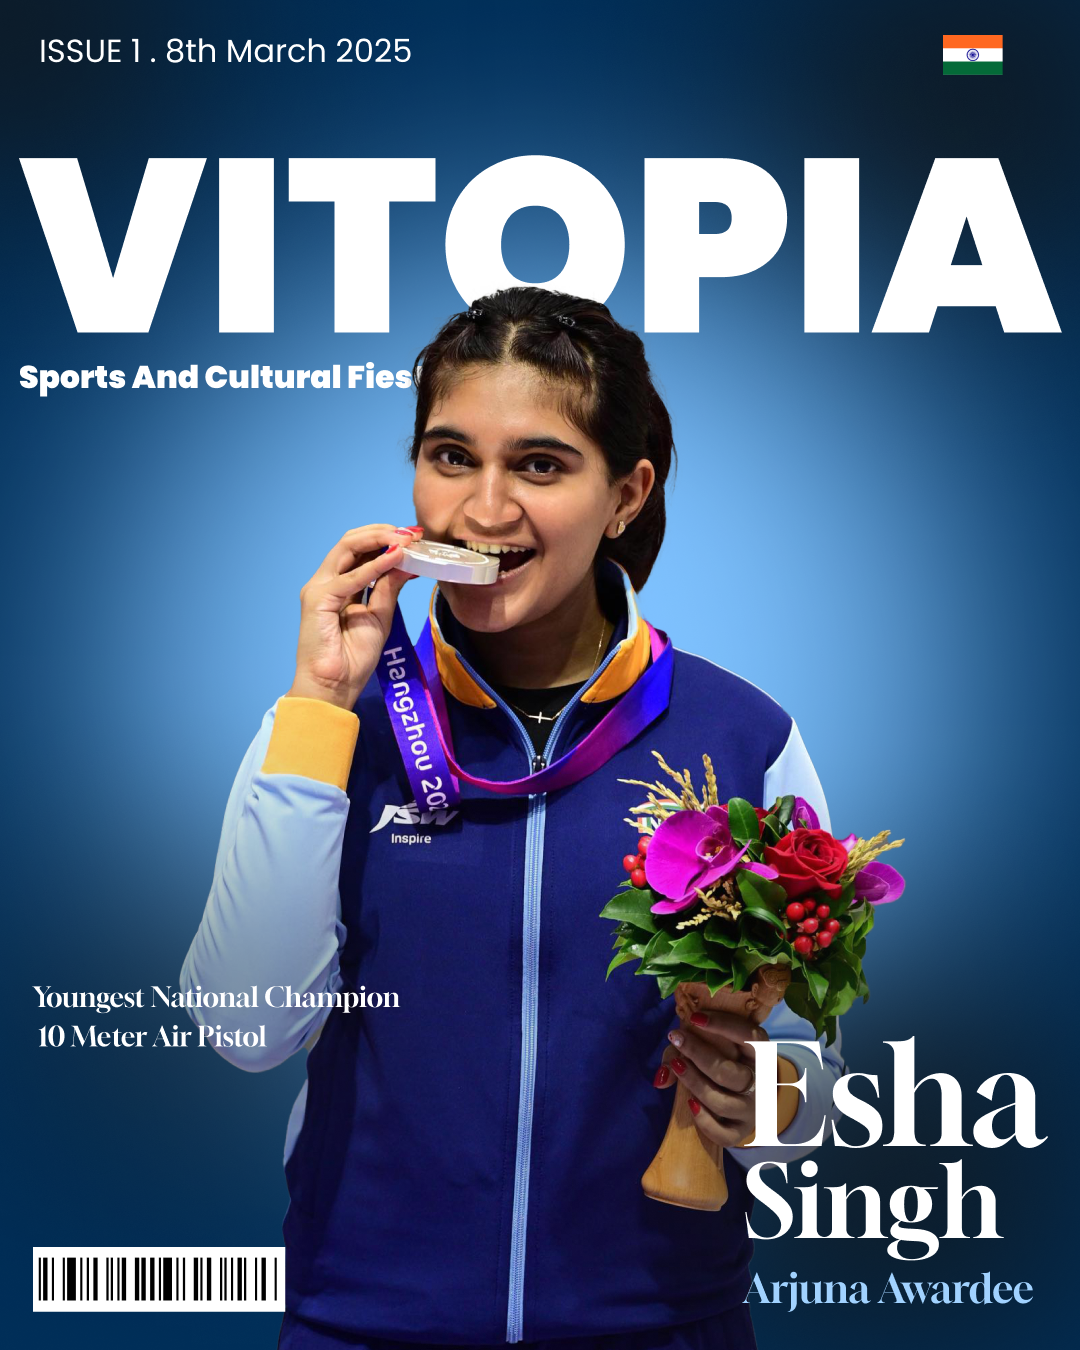 ISSUE 1 . 8th March 2025
VITOPIA
Sports And Cultural Fies
Hangzhou 202
JSW
Inspire
Youngest National Champion
10 Meter Air Pistol
Esha
Singh
Arjuna Awardee